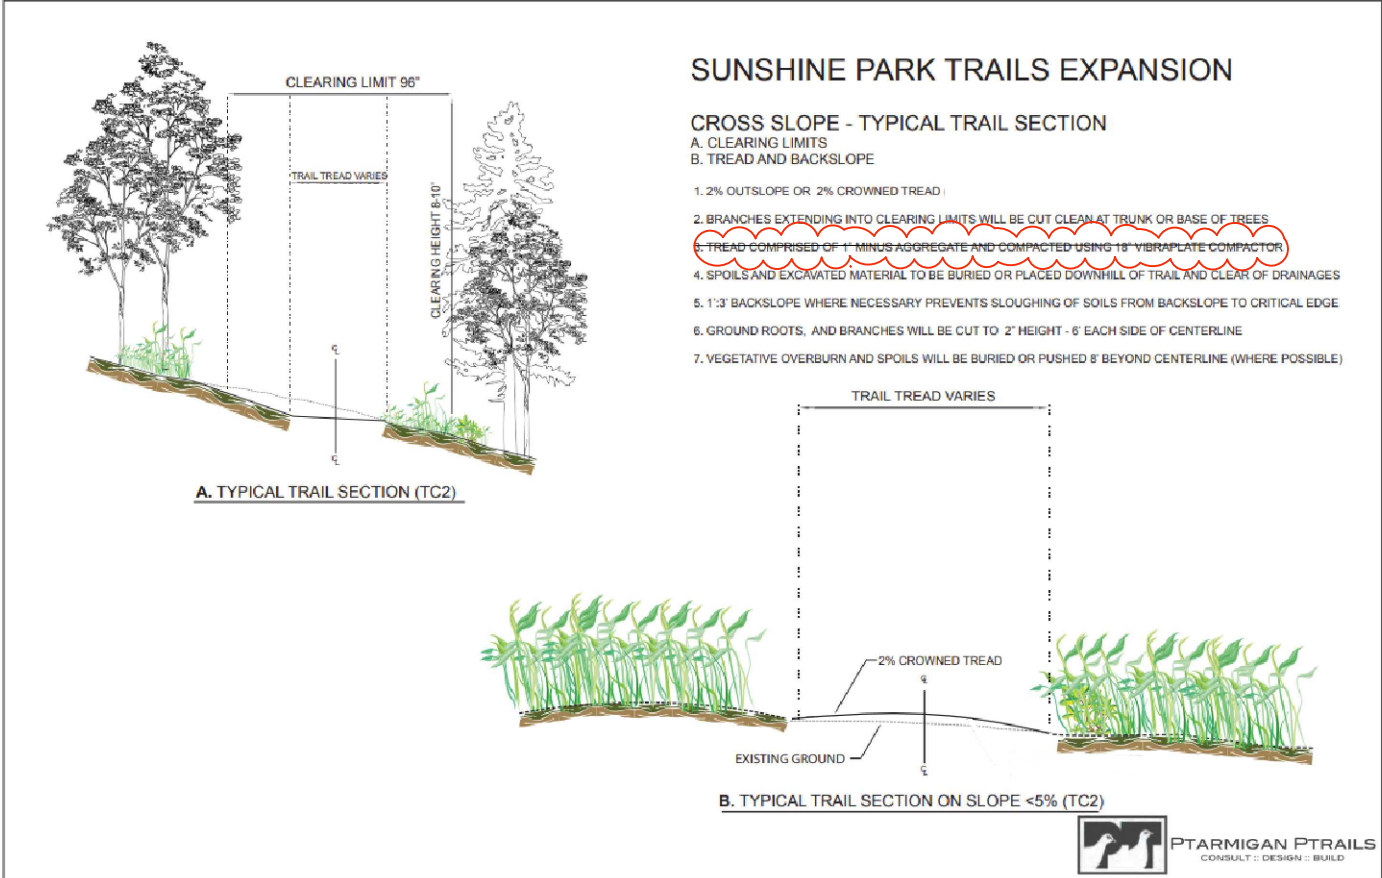 SUNSHINE PARK TRAILS EXPANSION
CROSS SLOPE - TYPICAL TRAIL SECTION
A. CLEARING LIMITS
B. TREAD AND BACKSLOPE
1. 2% OUTSLOPE OR 2% CROWNED TREAD
2. BRANCHES EXTENDING INTO CLEARING LIMITS WILL BE CUT CLEAN AT TRUNK OR BASE OF TREES
3. TREAD COMPRISED OF 1" MINUS AGGREGATE AND COMPACTED USING 18" VIBRAPLATE COMPACTOR
4. SPOILS AND EXCAVATED MATERIAL TO BE BURIED OR PLACED DOWNHILL OF TRAIL AND CLEAR OF DRAINAGES
5. 1':3' BACKSLOPE WHERE NECESSARY PREVENTS SLOUGHING OF SOILS FROM BACKSLOPE TO CRITICAL EDGE
6. GROUND ROOTS, AND BRANCHES WILL BE CUT TO 2" HEIGHT - 6' EACH SIDE OF CENTERLINE
7. VEGETATIVE OVERBURN AND SPOILS WILL BE BURIED OR PUSHED 8' BEYOND CENTERLINE (WHERE POSSIBLE)
CLEARING LIMIT 96"
TRAIL TREAD VARIES
CLEARING HEIGHT 8-10'
℄
℄
A. TYPICAL TRAIL SECTION (TC2)
TRAIL TREAD VARIES
2% CROWNED TREAD
℄
EXISTING GROUND
℄
B. TYPICAL TRAIL SECTION ON SLOPE <5% (TC2)
PTARMIGAN PTRAILS
CONSULT :: DESIGN :: BUILD